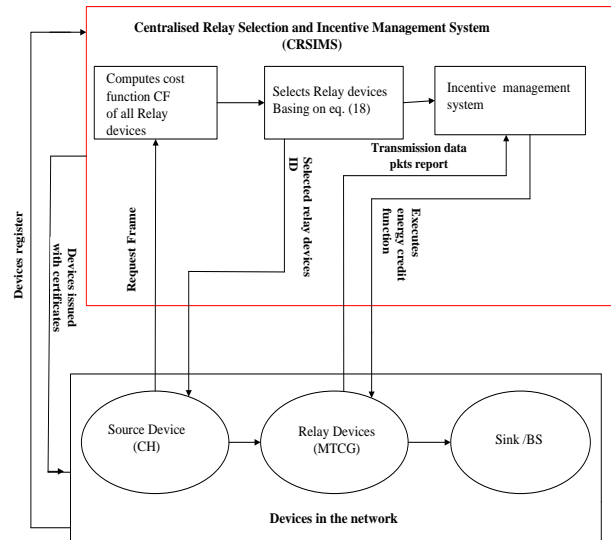 Centralised Relay Selection and Incentive Management System
(CRSIMS)
Computes cost
function CF
of all Relay
devices
Selects Relay devices
Basing on eq. (18)
Incentive management
system
Transmission data
pkts report
Selected relay devices
ID
Executes
energy credit
function
Request Frame
Devices issued
with certificates
Devices register
Source Device
(CH)
Relay Devices
(MTCG)
Sink /BS
Devices in the network